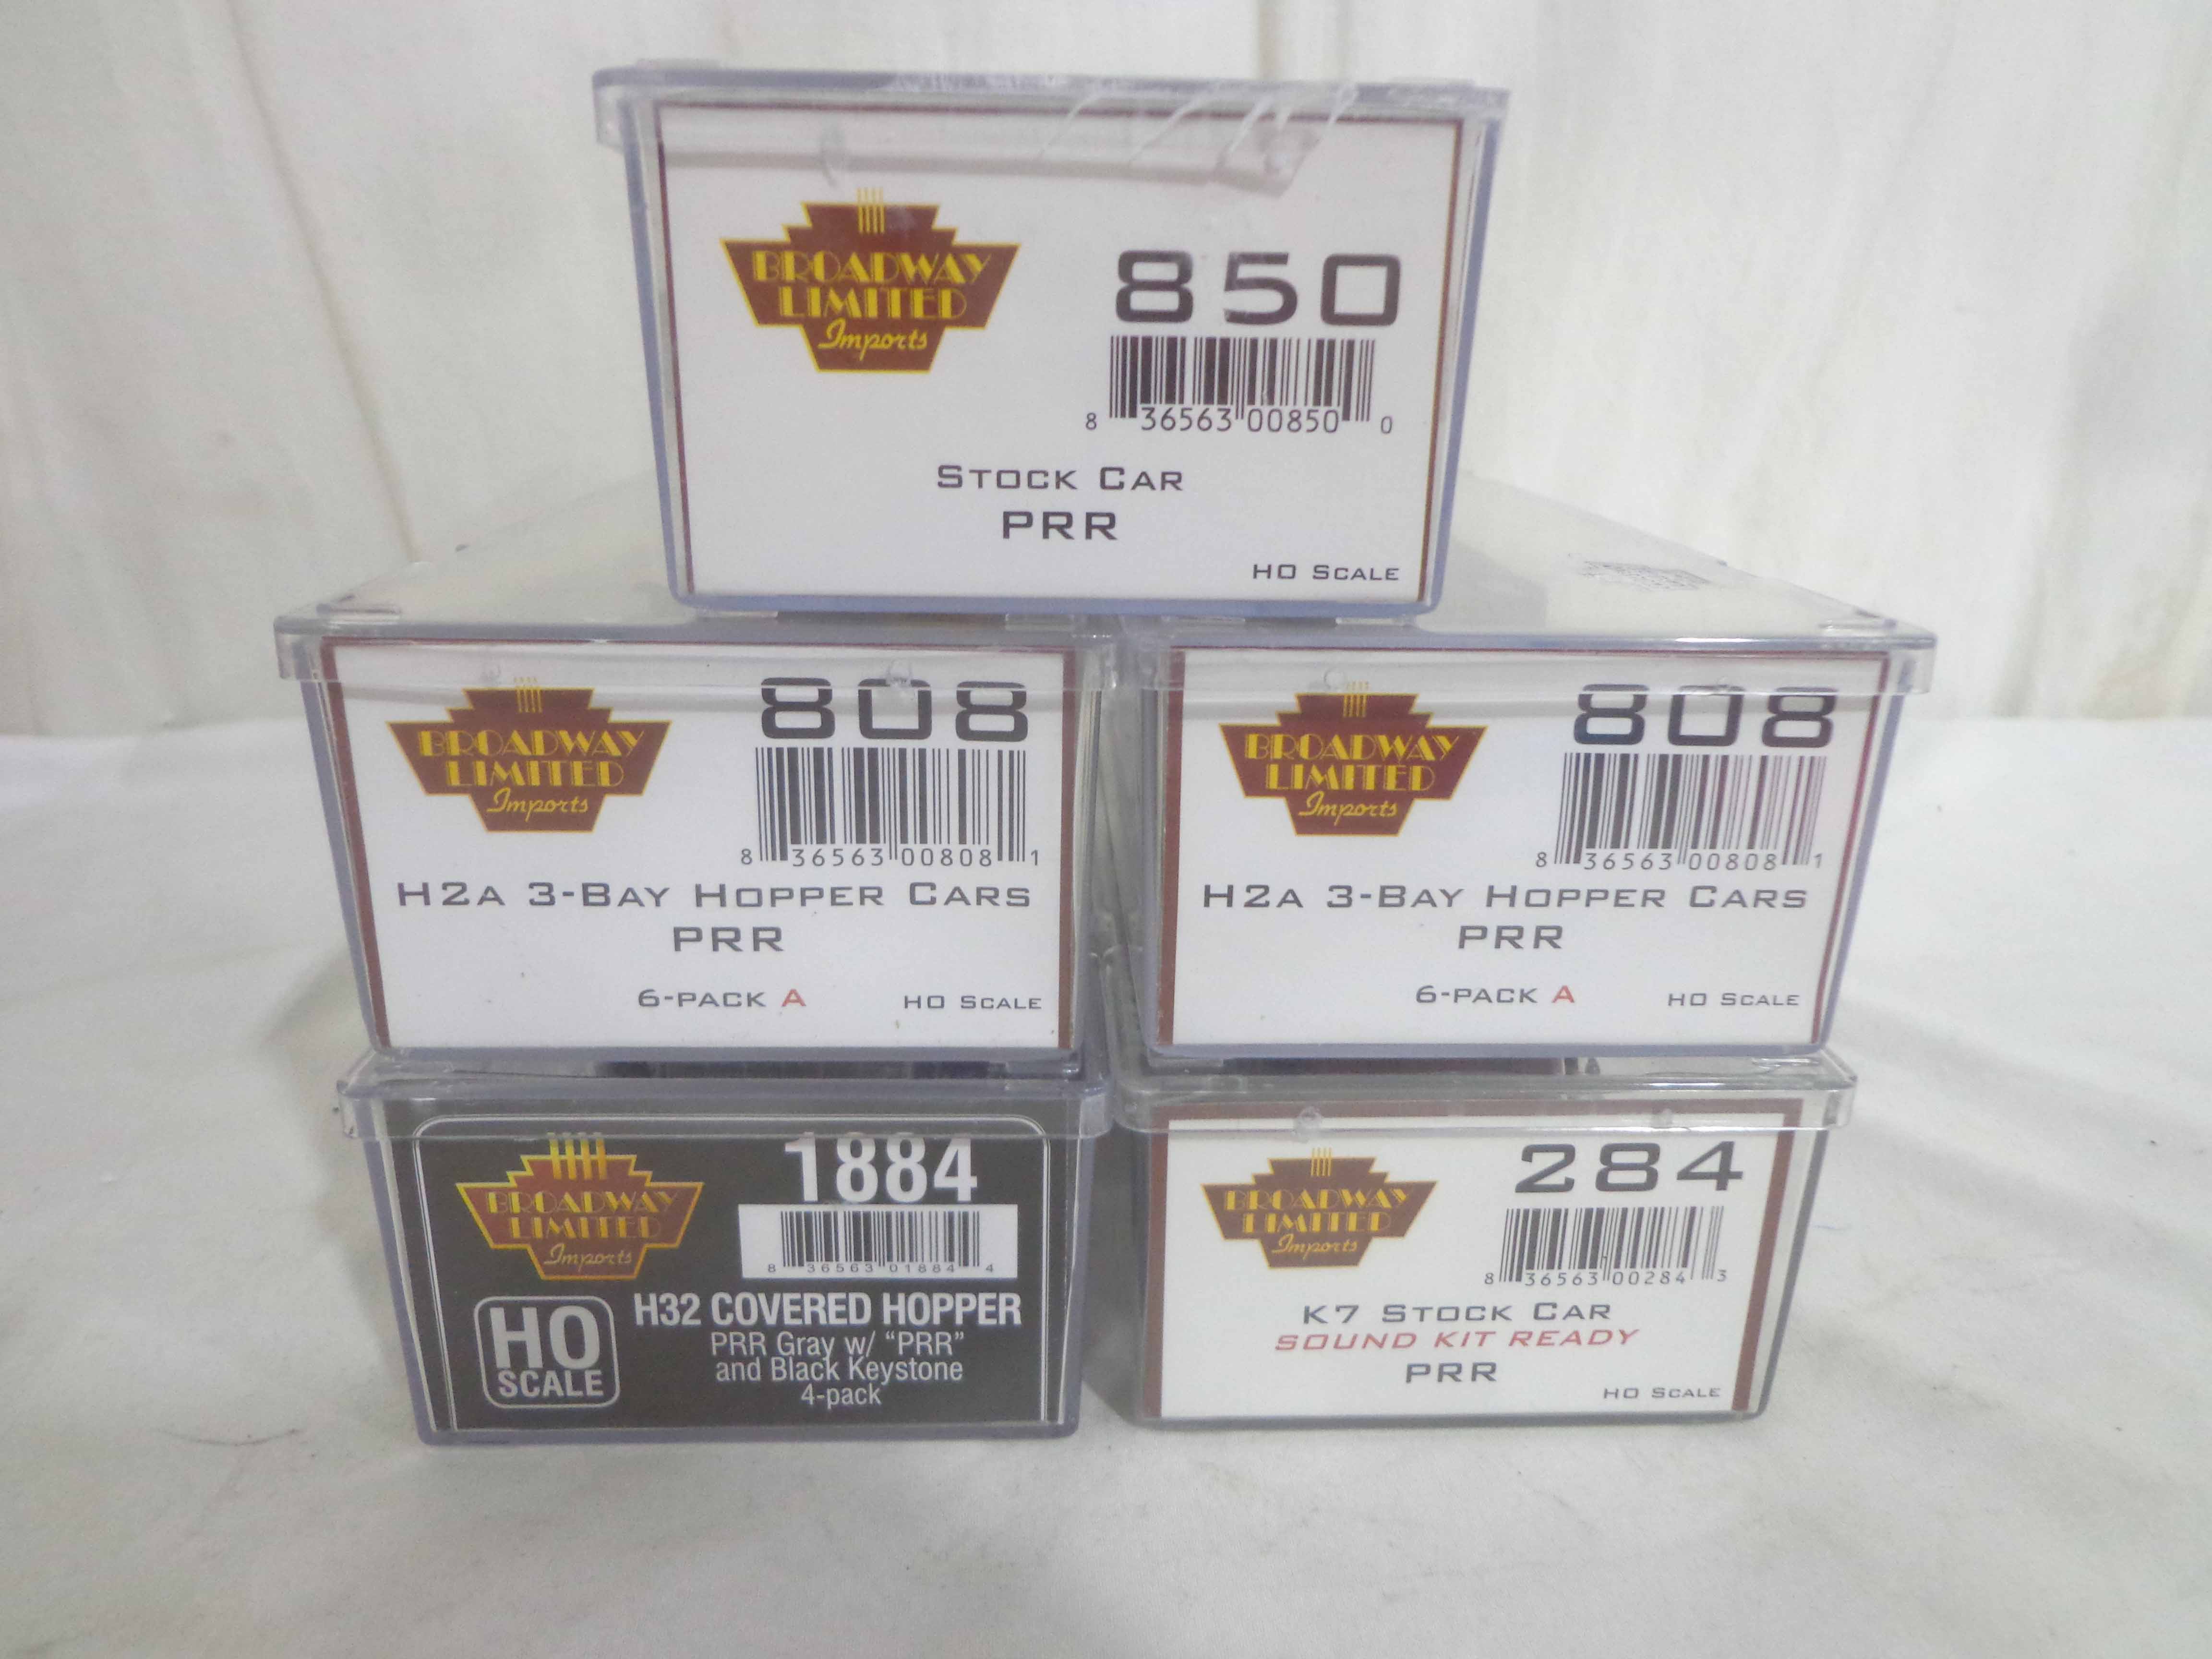 BROADWAY
LIMITED
Imports
850
8 36563 00850 0
STOCK CAR
PRR
HO SCALE
BROADWAY
LIMITED
Imports
808
8 36563 00808 1
H2A 3-BAY HOPPER CARS
PRR
6-PACK A HO SCALE
BROADWAY
LIMITED
Imports
808
8 36563 00808 1
H2A 3-BAY HOPPER CARS
PRR
6-PACK A HO SCALE
BROADWAY
LIMITED
Imports
1884
8 36563 01884 4
HO
SCALE
H32 COVERED HOPPER
PRR Gray w/ “PRR”
and Black Keystone
4-pack
BROADWAY
LIMITED
Imports
284
8 36563 00284 3
K7 STOCK CAR
SOUND KIT READY
PRR
HO SCALE